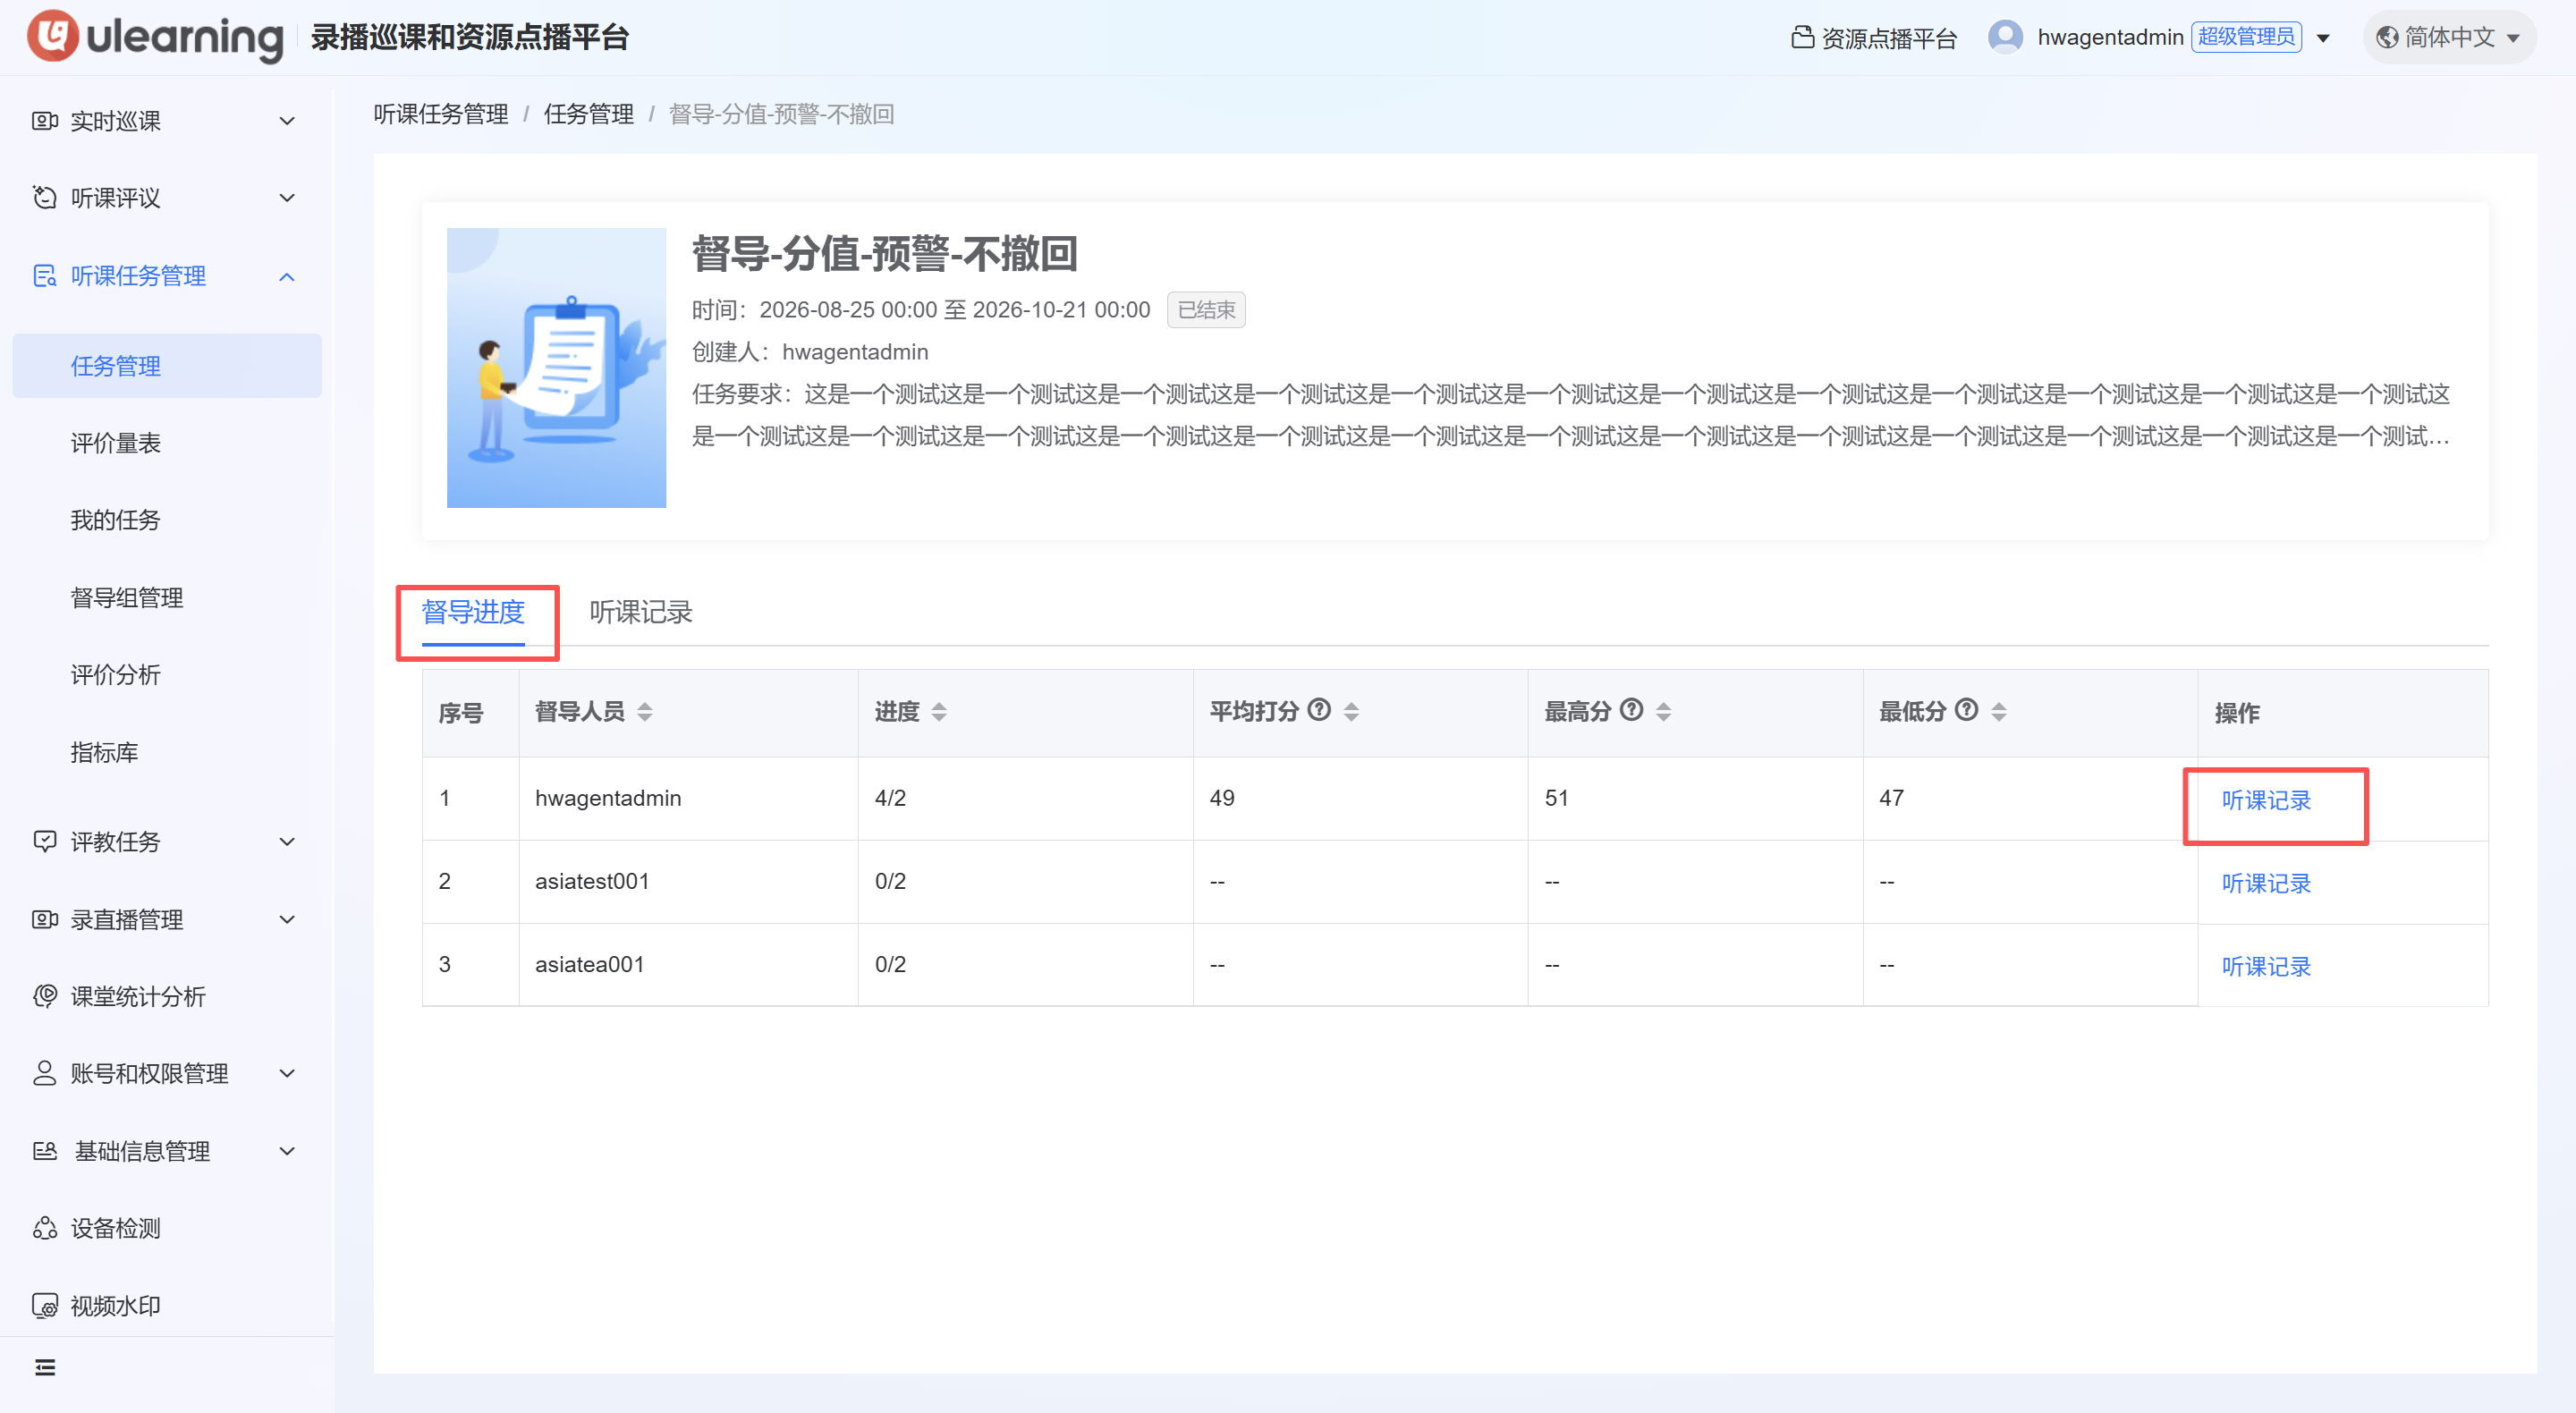 ulearning 录播巡课和资源点播平台 资源点播平台 hwagentadmin 超级管理员 简体中文
听课任务管理 / 任务管理 / 督导-分值-预警-不撤回
实时巡课
听课评议
听课任务管理
任务管理
评价量表
我的任务
督导组管理
评价分析
指标库
评教任务
录直播管理
课堂统计分析
账号和权限管理
基础信息管理
设备检测
视频水印
督导-分值-预警-不撤回
时间：2026-08-25 00:00 至 2026-10-21 00:00 已结束
创建人：hwagentadmin
任务要求：这是一个测试这是一个测试这是一个测试这是一个测试这是一个测试这是一个测试这是一个测试这是一个测试这是一个测试这是一个测试这是一个测试这是一个测试这
是一个测试这是一个测试这是一个测试这是一个测试这是一个测试这是一个测试这是一个测试这是一个测试这是一个测试这是一个测试这是一个测试这是一个测试这是一个测试…
督导进度 听课记录
序号 督导人员 进度 平均打分 最高分 最低分 操作
1 hwagentadmin 4/2 49 51 47 听课记录
2 asiatest001 0/2 -- -- -- 听课记录
3 asiatea001 0/2 -- -- -- 听课记录